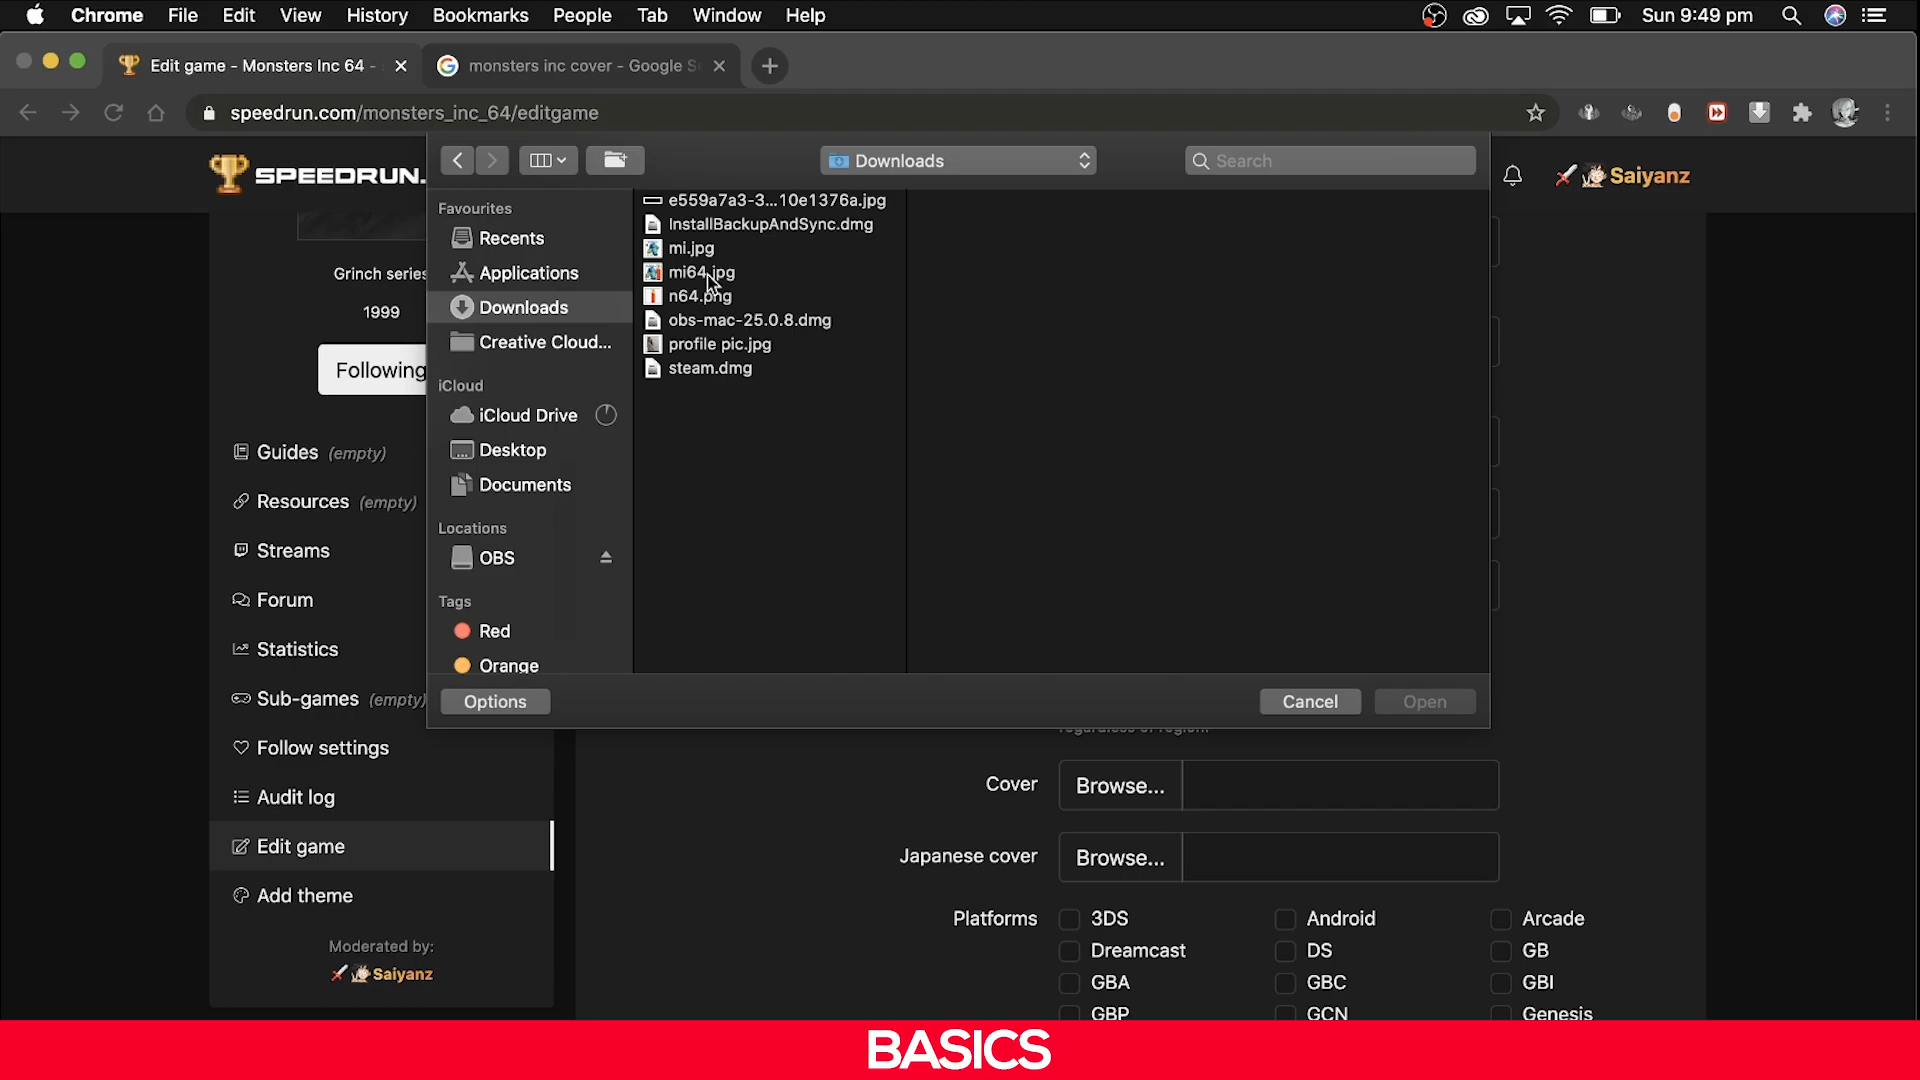 Chrome File Edit View History Bookmarks People Tab Window Help Sun 9:49 pm
Edit game - Monsters Inc 64 - monsters inc cover - Google S
speedrun.com/monsters_inc_64/editgame
SPEEDRUN. Saiyanz
Downloads Search
Favourites
Recents
Applications
Downloads
Creative Cloud...
iCloud
iCloud Drive
Desktop
Documents
Locations
OBS
Tags
Red
Orange
e559a7a3-3...10e1376a.jpg
InstallBackupAndSync.dmg
mi.jpg
mi64.jpg
n64.png
obs-mac-25.0.8.dmg
profile pic.jpg
steam.dmg
Options Cancel Open
Grinch series
1999
Following
Guides (empty)
Resources (empty)
Streams
Forum
Statistics
Sub-games (empty)
Follow settings
Audit log
Edit game
Add theme
Moderated by:
Saiyanz
regardless of region.
Cover Browse...
Japanese cover Browse...
Platforms 3DS Android Arcade
Dreamcast DS GB
GBA GBC GBI
GBP GCN Genesis
BASICS